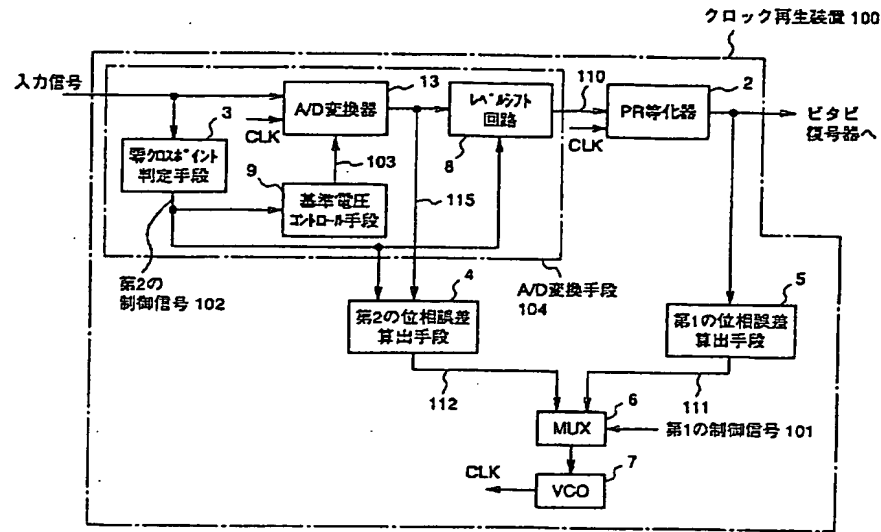 クロック再生装置 100
入力信号
13
A/D変換器
CLK
3
零クロスポイント
判定手段
103
9
基準電圧
コントロール手段
115
レベルシフト
回路
8
110
2
PR等化器
CLK
ビタビ
復号器へ
第2の
制御信号 102
A/D変換手段
104
4
第2の位相誤差
算出手段
5
第1の位相誤差
算出手段
112
111
6
MUX
第1の制御信号 101
7
VCO
CLK